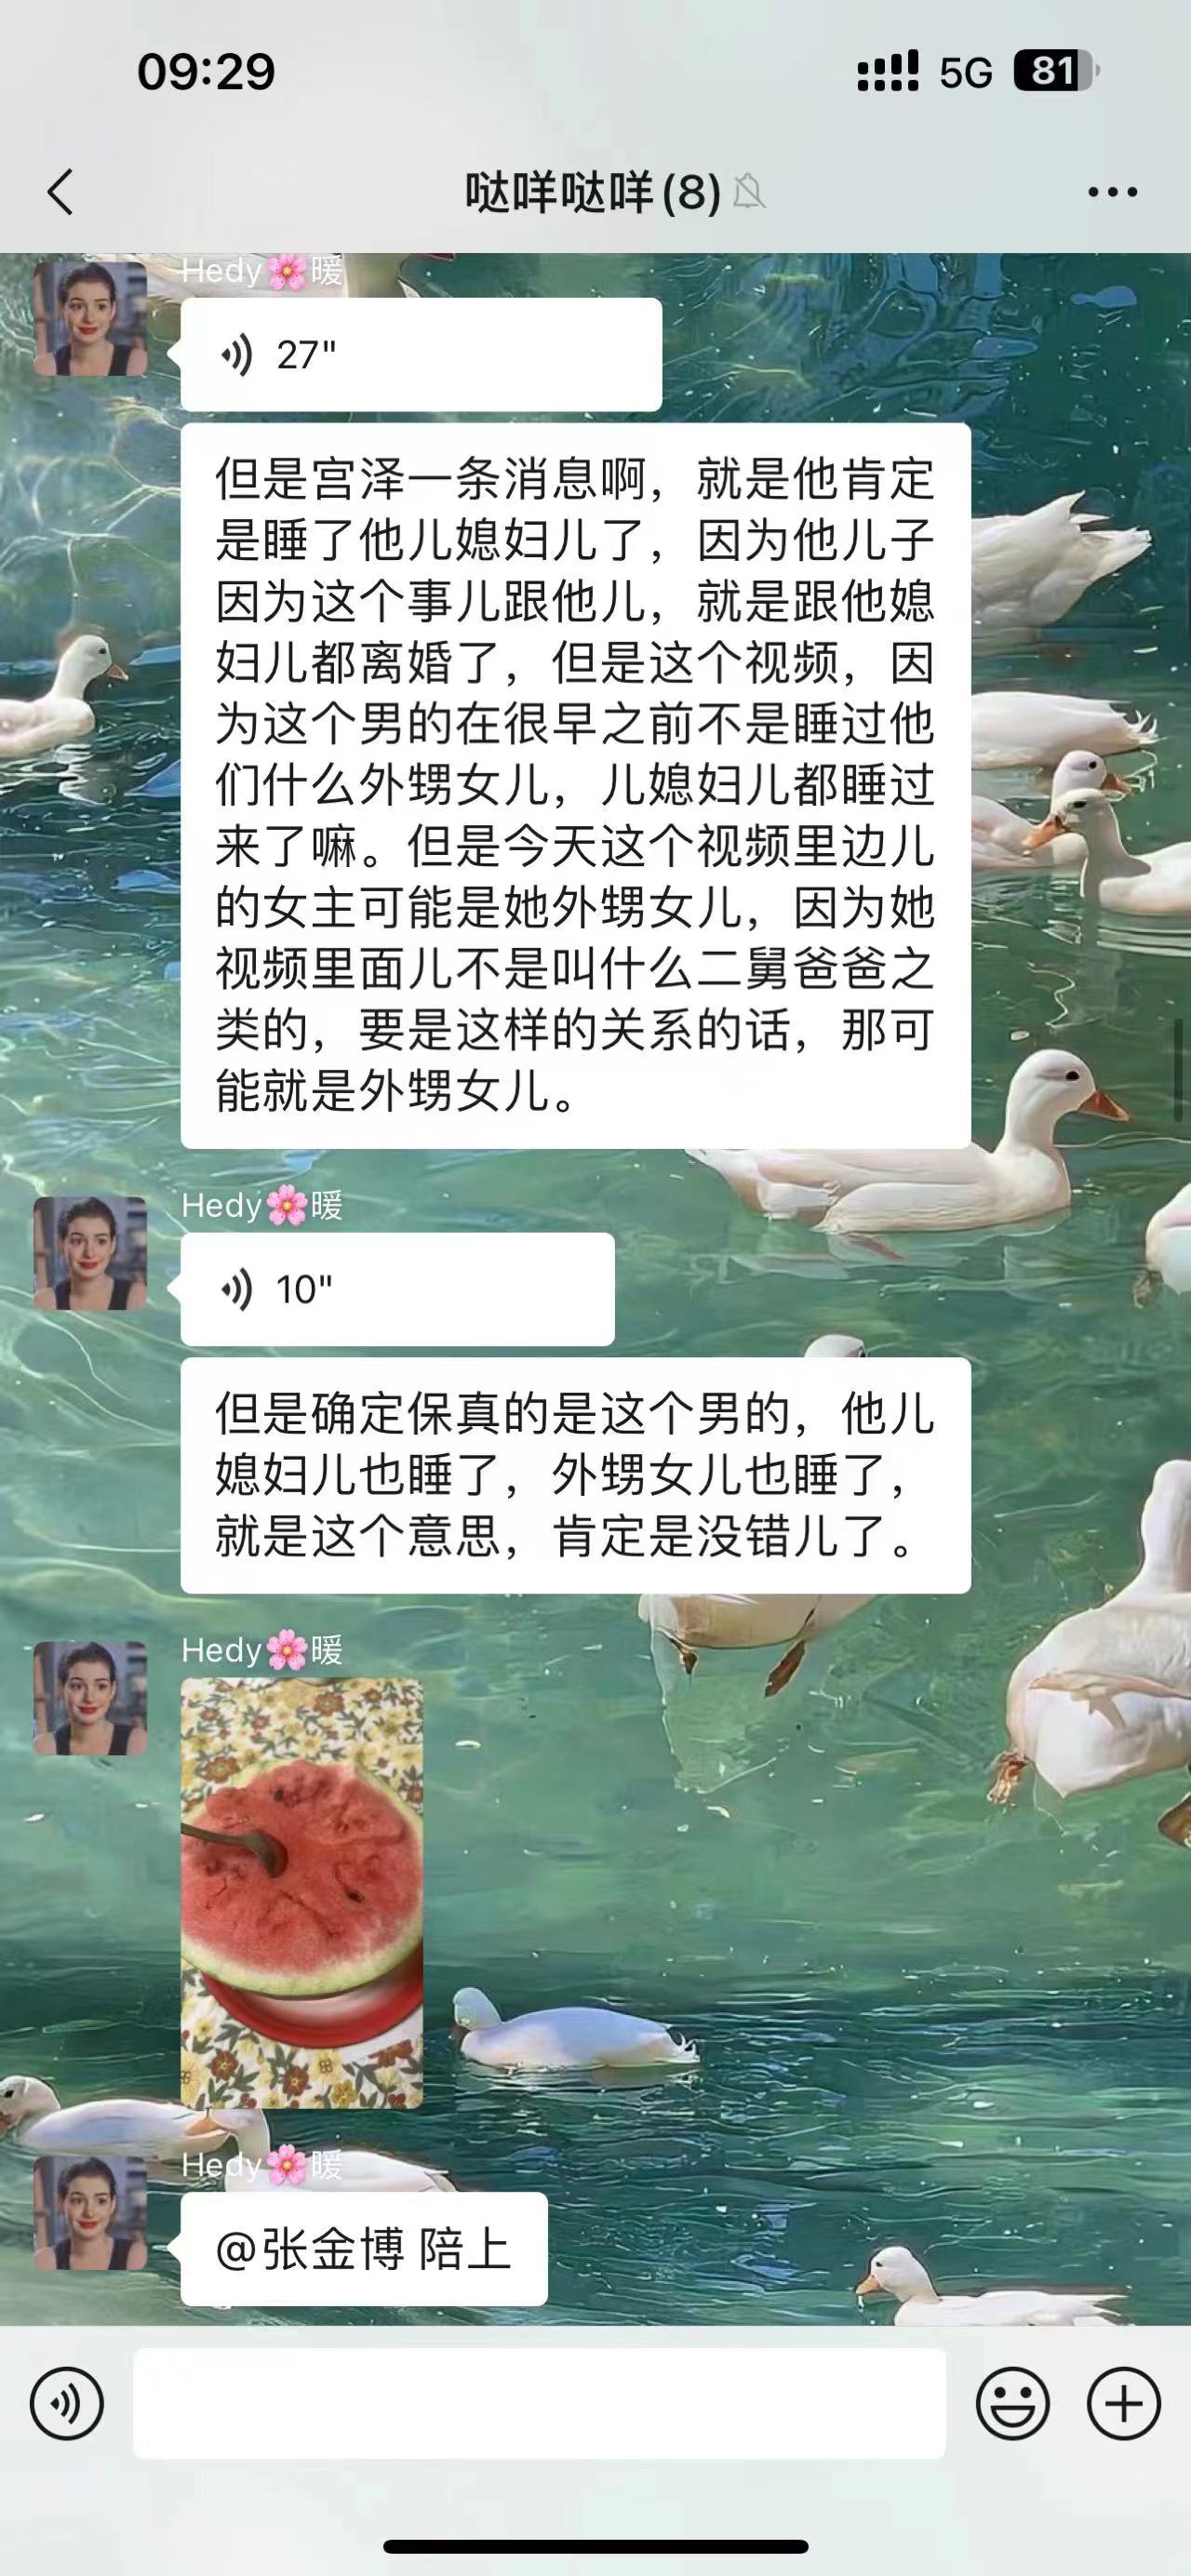 09:29
5G 81
哒咩哒咩(8)
Hedy🌸暖
27"
但是宫泽一条消息啊，就是他肯定
是睡了他儿媳妇儿了，因为他儿子
因为这个事儿跟他儿，就是跟他媳
妇儿都离婚了，但是这个视频，因
为这个男的在很早之前不是睡过他
们什么外甥女儿，儿媳妇儿都睡过
来了嘛。但是今天这个视频里边儿
的女主可能是她外甥女儿，因为她
视频里面儿不是叫什么二舅爸爸之
类的，要是这样的关系的话，那可
能就是外甥女儿。
Hedy🌸暖
10"
但是确定保真的是这个男的，他儿
媳妇儿也睡了，外甥女儿也睡了，
就是这个意思，肯定是没错儿了。
Hedy🌸暖
Hedy🌸暖
@张金博 陪上